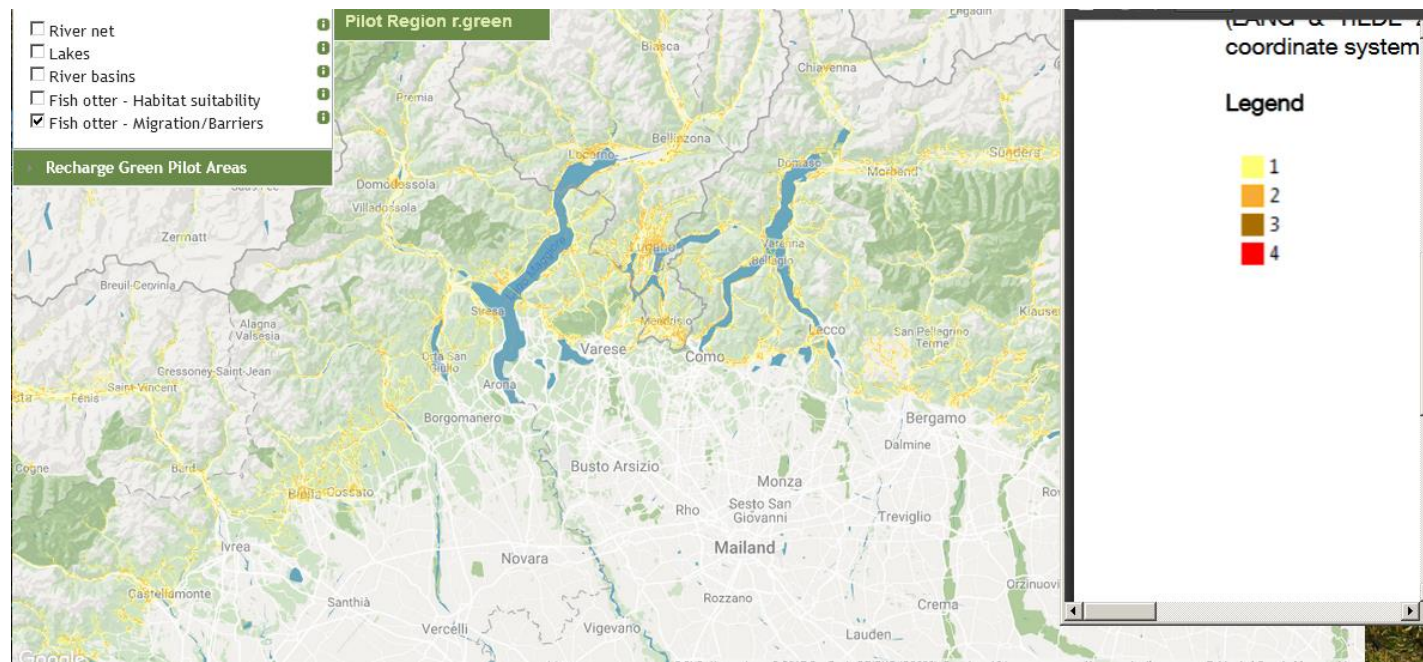 River net
Lakes
River basins
Fish otter - Habitat suitability
Fish otter - Migration/Barriers
Recharge Green Pilot Areas
Pilot Region r.green
coordinate system
Legend
1
2
3
4
Biasca
Chiavenna
Premia
Bellinzona
Locarno
Domaso
Morbegno
Domodossola
Villadossola
Zermatt
Lugano
Varenna
Bellagio
Breuil-Cervinia
Stresa
Mendrisio
Lecco
San Pellegrino
Terme
Alagna
Valsesia
Varese
Como
Orta San
Giulio
Gressoney-Saint-Jean
Saint-Vincent
Fénis
Arona
Borgomanero
Bergamo
Dalmine
Cogne
Bard
Biella
Cossato
Busto Arsizio
Monza
Rho
Sesto San
Giovanni
Treviglio
Ivrea
Novara
Mailand
Castellamonte
Santhià
Rozzano
Crema
Orzinuovi
Vercelli
Vigevano
Lauden
Google